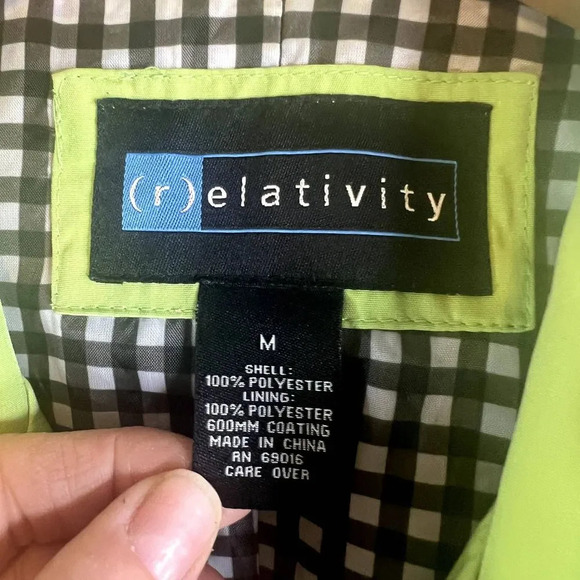 (r)elativity
M
SHELL:
100% POLYESTER
LINING:
100% POLYESTER
600MM COATING
MADE IN CHINA
RN 69016
CARE OVER